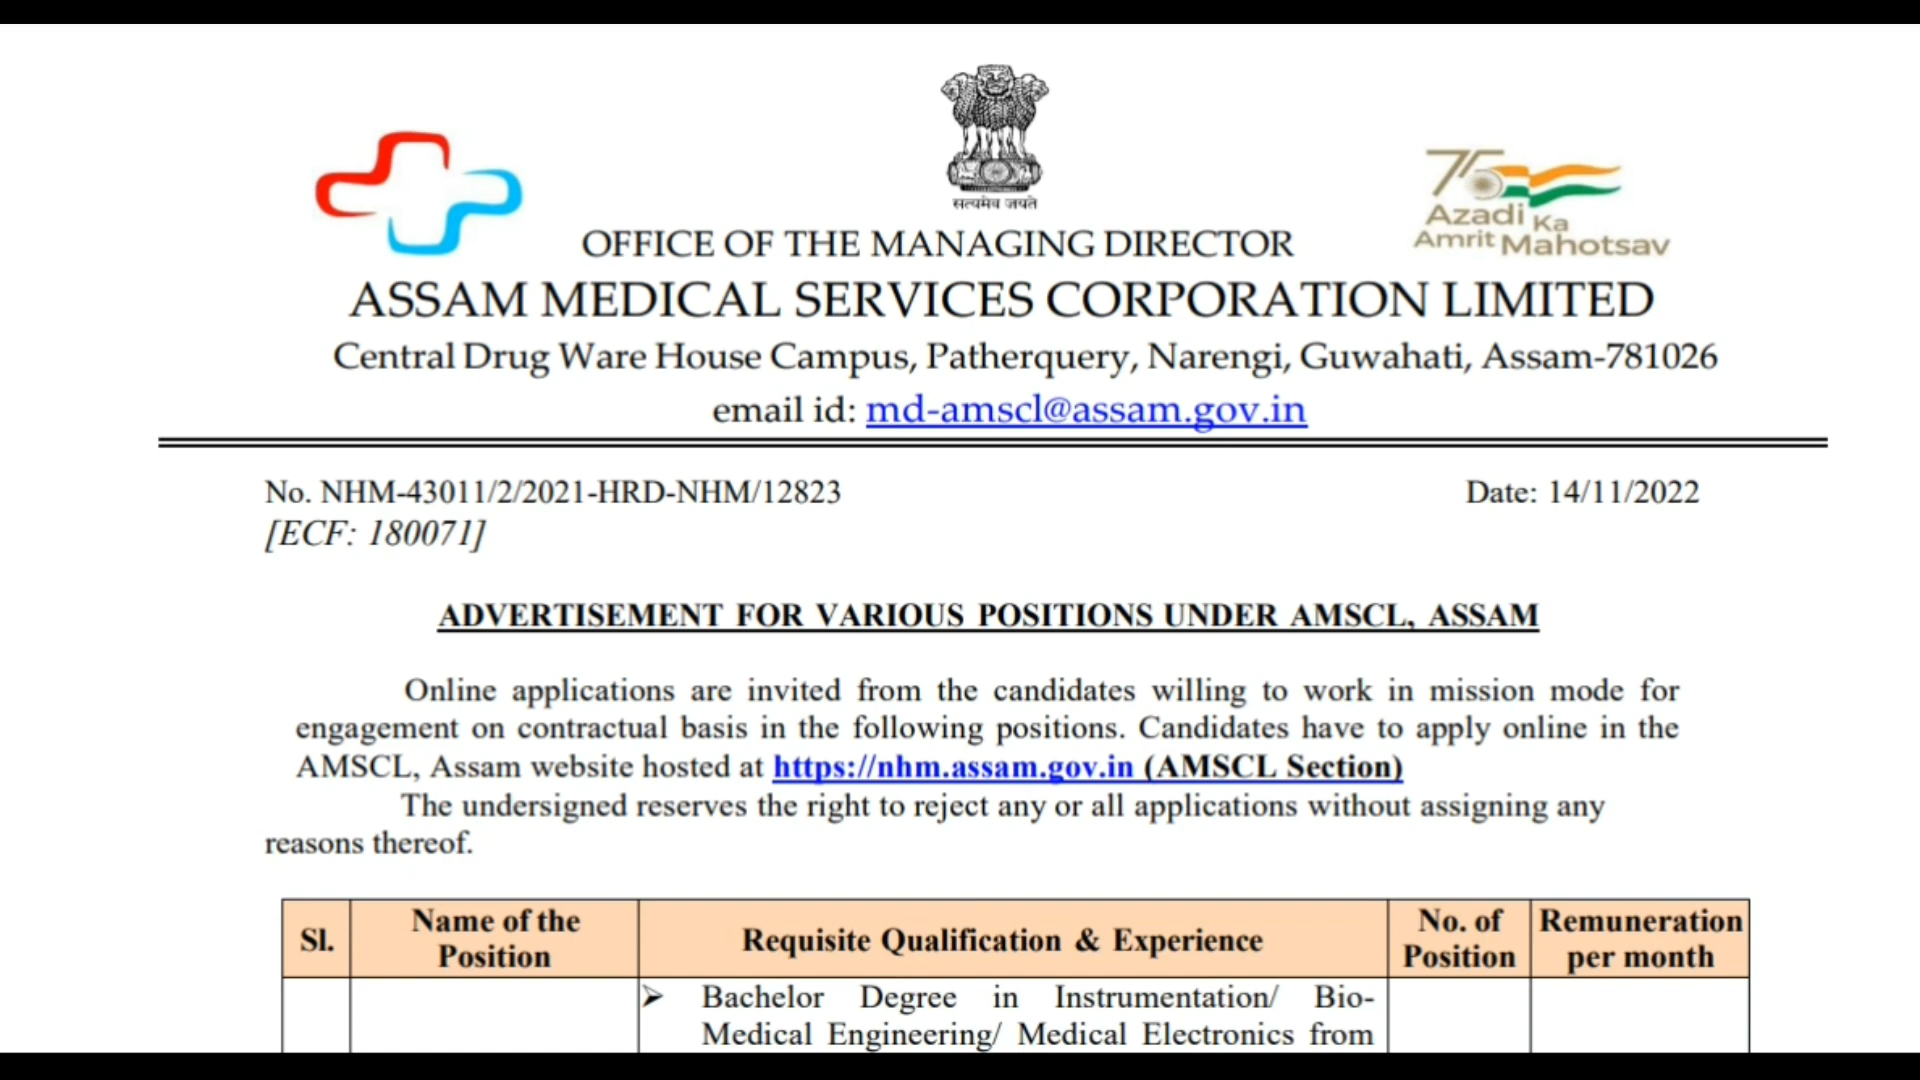 सत्यमेव जयते
75
Azadi Ka
Amrit Mahotsav
OFFICE OF THE MANAGING DIRECTOR
ASSAM MEDICAL SERVICES CORPORATION LIMITED
Central Drug Ware House Campus, Patherquery, Narengi, Guwahati, Assam-781026
email id: md-amscl@assam.gov.in
No. NHM-43011/2/2021-HRD-NHM/12823 Date: 14/11/2022
[ECF: 180071]
ADVERTISEMENT FOR VARIOUS POSITIONS UNDER AMSCL, ASSAM
Online applications are invited from the candidates willing to work in mission mode for
engagement on contractual basis in the following positions. Candidates have to apply online in the
AMSCL, Assam website hosted at https://nhm.assam.gov.in (AMSCL Section)
The undersigned reserves the right to reject any or all applications without assigning any
reasons thereof.
Sl.
Name of the
Position
Requisite Qualification & Experience
No. of
Position
Remuneration
per month
➢ Bachelor Degree in Instrumentation/ Bio-
Medical Engineering/ Medical Electronics from